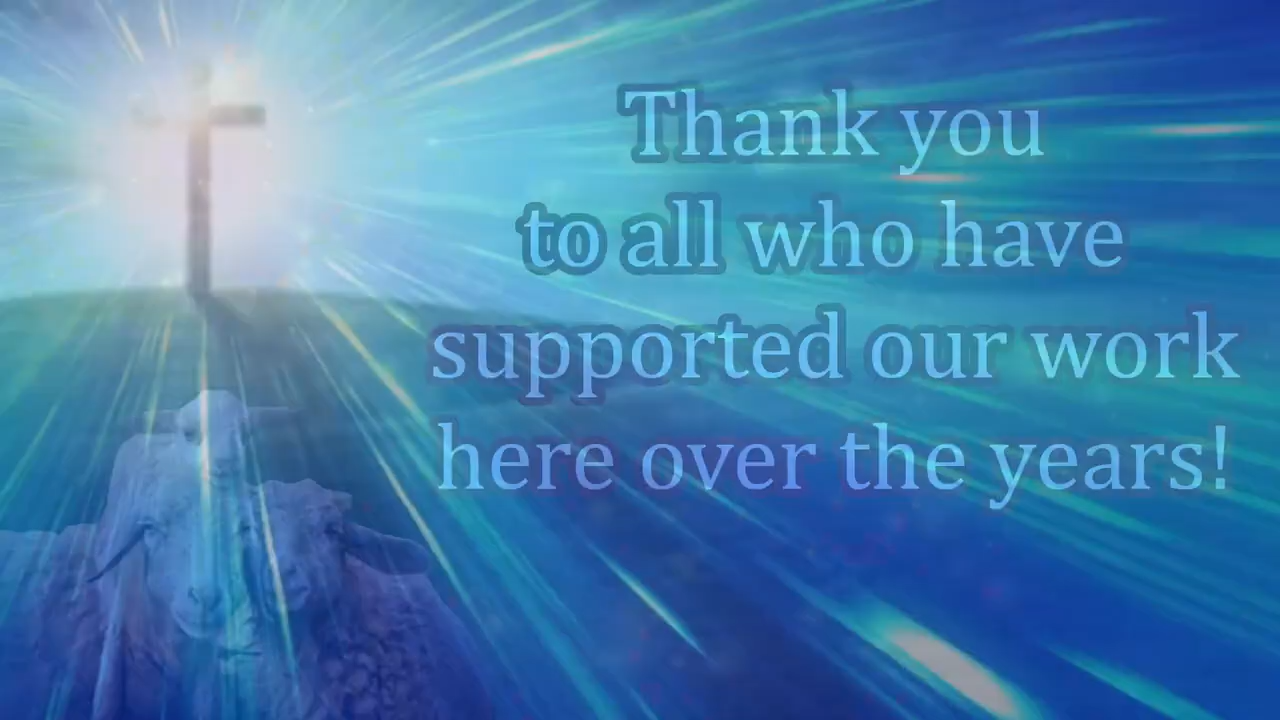 Thank you
to all who have
supported our work
here over the years!